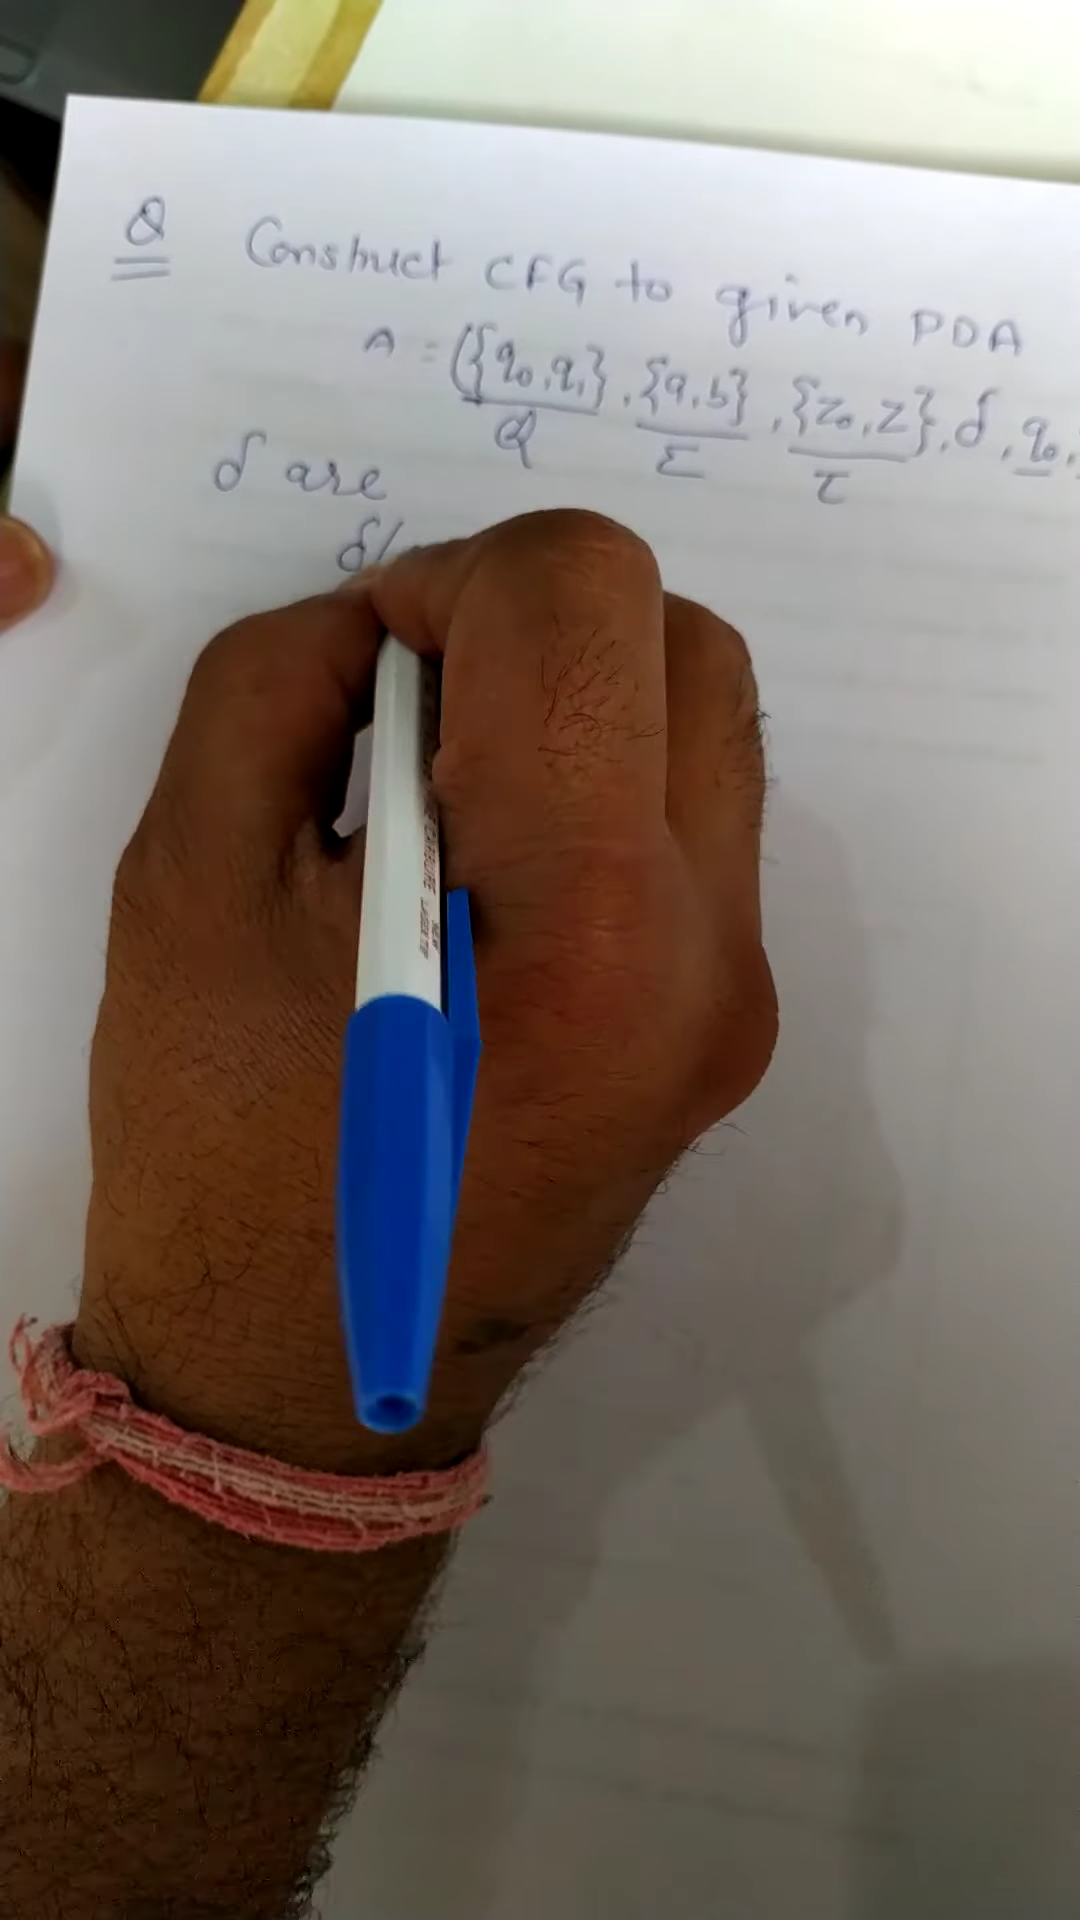 Q Construct CFG to given PDA
A = ({q₀,q₁}, {a,b}, {z₀,z}, δ, q₀,
Q Σ τ
δ are
δ(